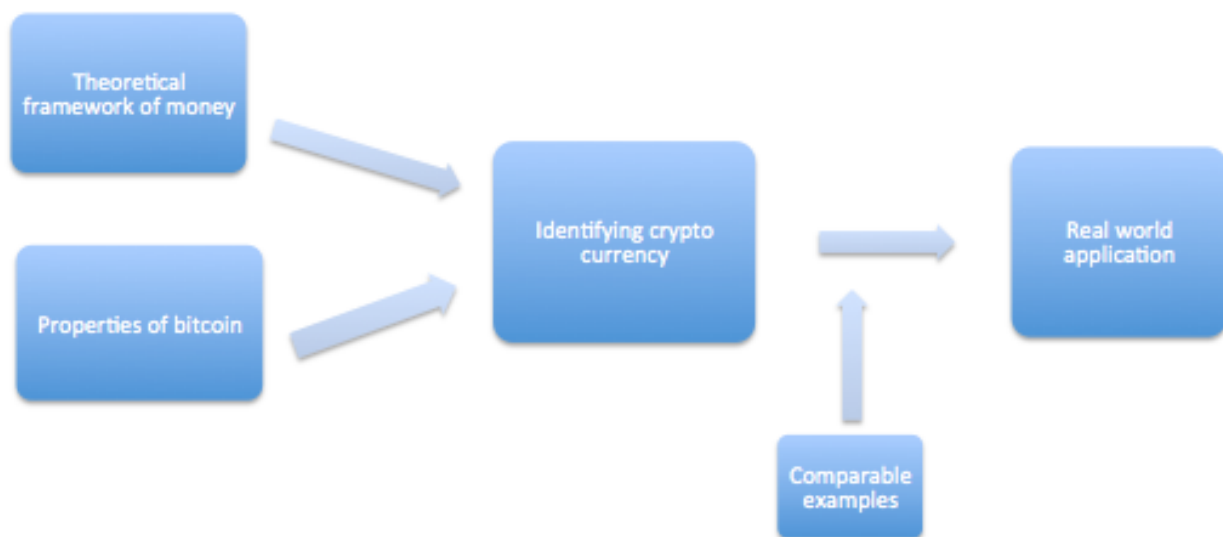 Theoretical
framework of money
Properties of bitcoin
Identifying crypto
currency
Real world
application
Comparable
examples